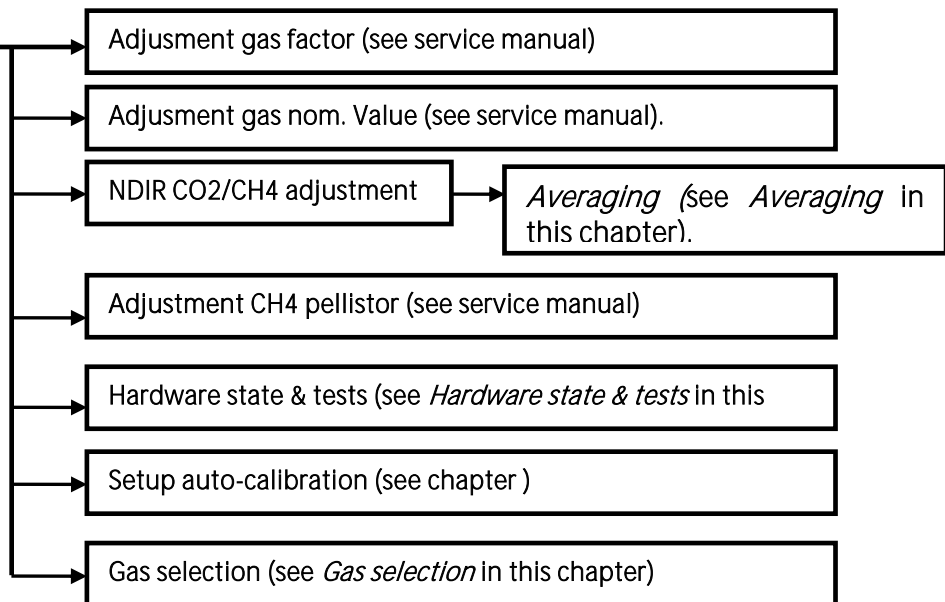 Adjusment gas factor (see service manual)
Adjusment gas nom. Value (see service manual).
NDIR CO2/CH4 adjustment
Averaging (see Averaging in
this chapter).
Adjustment CH4 pellistor (see service manual)
Hardware state & tests (see Hardware state & tests in this
Setup auto-calibration (see chapter )
Gas selection (see Gas selection in this chapter)